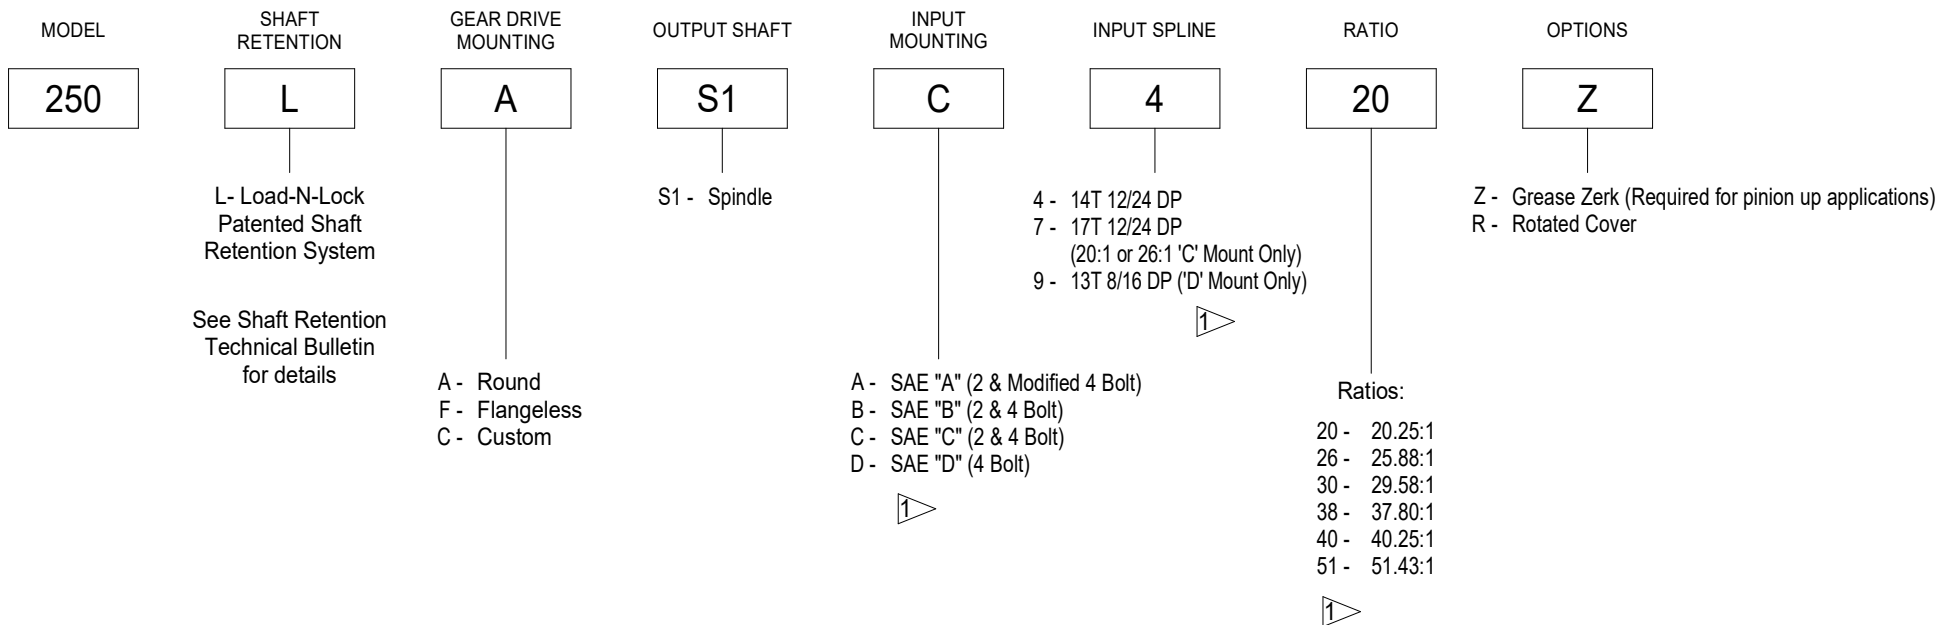 MODEL
SHAFT
RETENTION
GEAR DRIVE
MOUNTING
OUTPUT SHAFT
INPUT
MOUNTING
INPUT SPLINE
RATIO
OPTIONS
250
L
A
S1
C
4
20
Z
L- Load-N-Lock
Patented Shaft
Retention System
See Shaft Retention
Technical Bulletin
for details
A - Round
F - Flangeless
C - Custom
S1 - Spindle
A - SAE "A" (2 & Modified 4 Bolt)
B - SAE "B" (2 & 4 Bolt)
C - SAE "C" (2 & 4 Bolt)
D - SAE "D" (4 Bolt)
1
4 - 14T 12/24 DP
7 - 17T 12/24 DP
(20:1 or 26:1 'C' Mount Only)
9 - 13T 8/16 DP ('D' Mount Only)
1
Ratios:
20 - 20.25:1
26 - 25.88:1
30 - 29.58:1
38 - 37.80:1
40 - 40.25:1
51 - 51.43:1
1
Z - Grease Zerk (Required for pinion up applications)
R - Rotated Cover